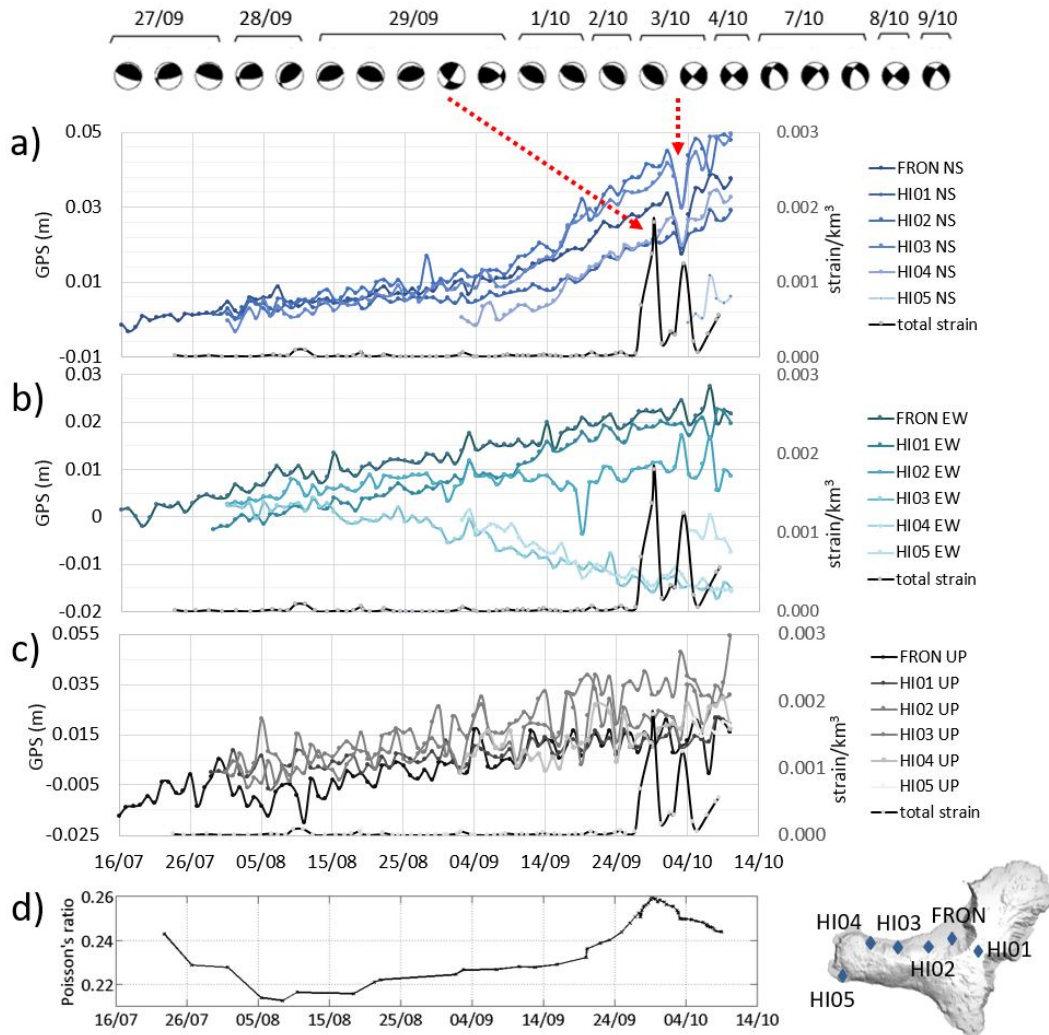 27/09 28/09 29/09 1/10 2/10 3/10 4/10 7/10 8/10 9/10
a)
0.05
0.03
0.01
-0.01
GPS (m)
0.003
0.002
0.001
0.000
strain/km³
FRON NS
HI01 NS
HI02 NS
HI03 NS
HI04 NS
HI05 NS
total strain
b)
0.03
0.02
0.01
0
-0.01
-0.02
GPS (m)
0.003
0.002
0.001
0.000
strain/km³
FRON EW
HI01 EW
HI02 EW
HI03 EW
HI04 EW
HI05 EW
total strain
c)
0.055
0.035
0.015
-0.005
-0.025
GPS (m)
0.003
0.002
0.001
0.000
strain/km³
FRON UP
HI01 UP
HI02 UP
HI03 UP
HI04 UP
HI05 UP
total strain
16/07 26/07 05/08 15/08 25/08 04/09 14/09 24/09 04/10 14/10
d)
0.26
0.24
0.22
Poisson's ratio
16/07 26/07 05/08 15/08 25/08 04/09 14/09 24/09 04/10 14/10
HI04 HI03 FRON
HI01
HI02
HI05